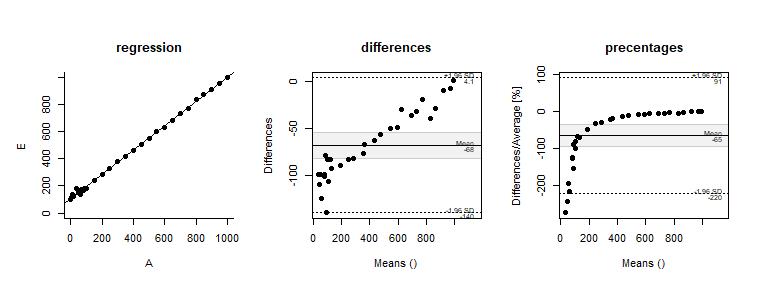 regression
E
0 200 400 600 800
0 200 400 600 800 1000
A
differences
Differences
-100 -50 0
0 200 400 600 800
Means ()
+1.96 SD
4.1
Mean
-68
-1.96 SD
-140
precentages
Differences/Average [%]
-200 -100 0 100
0 200 400 600 800
Means ()
+1.96 SD
91
Mean
-65
-1.96 SD
-220